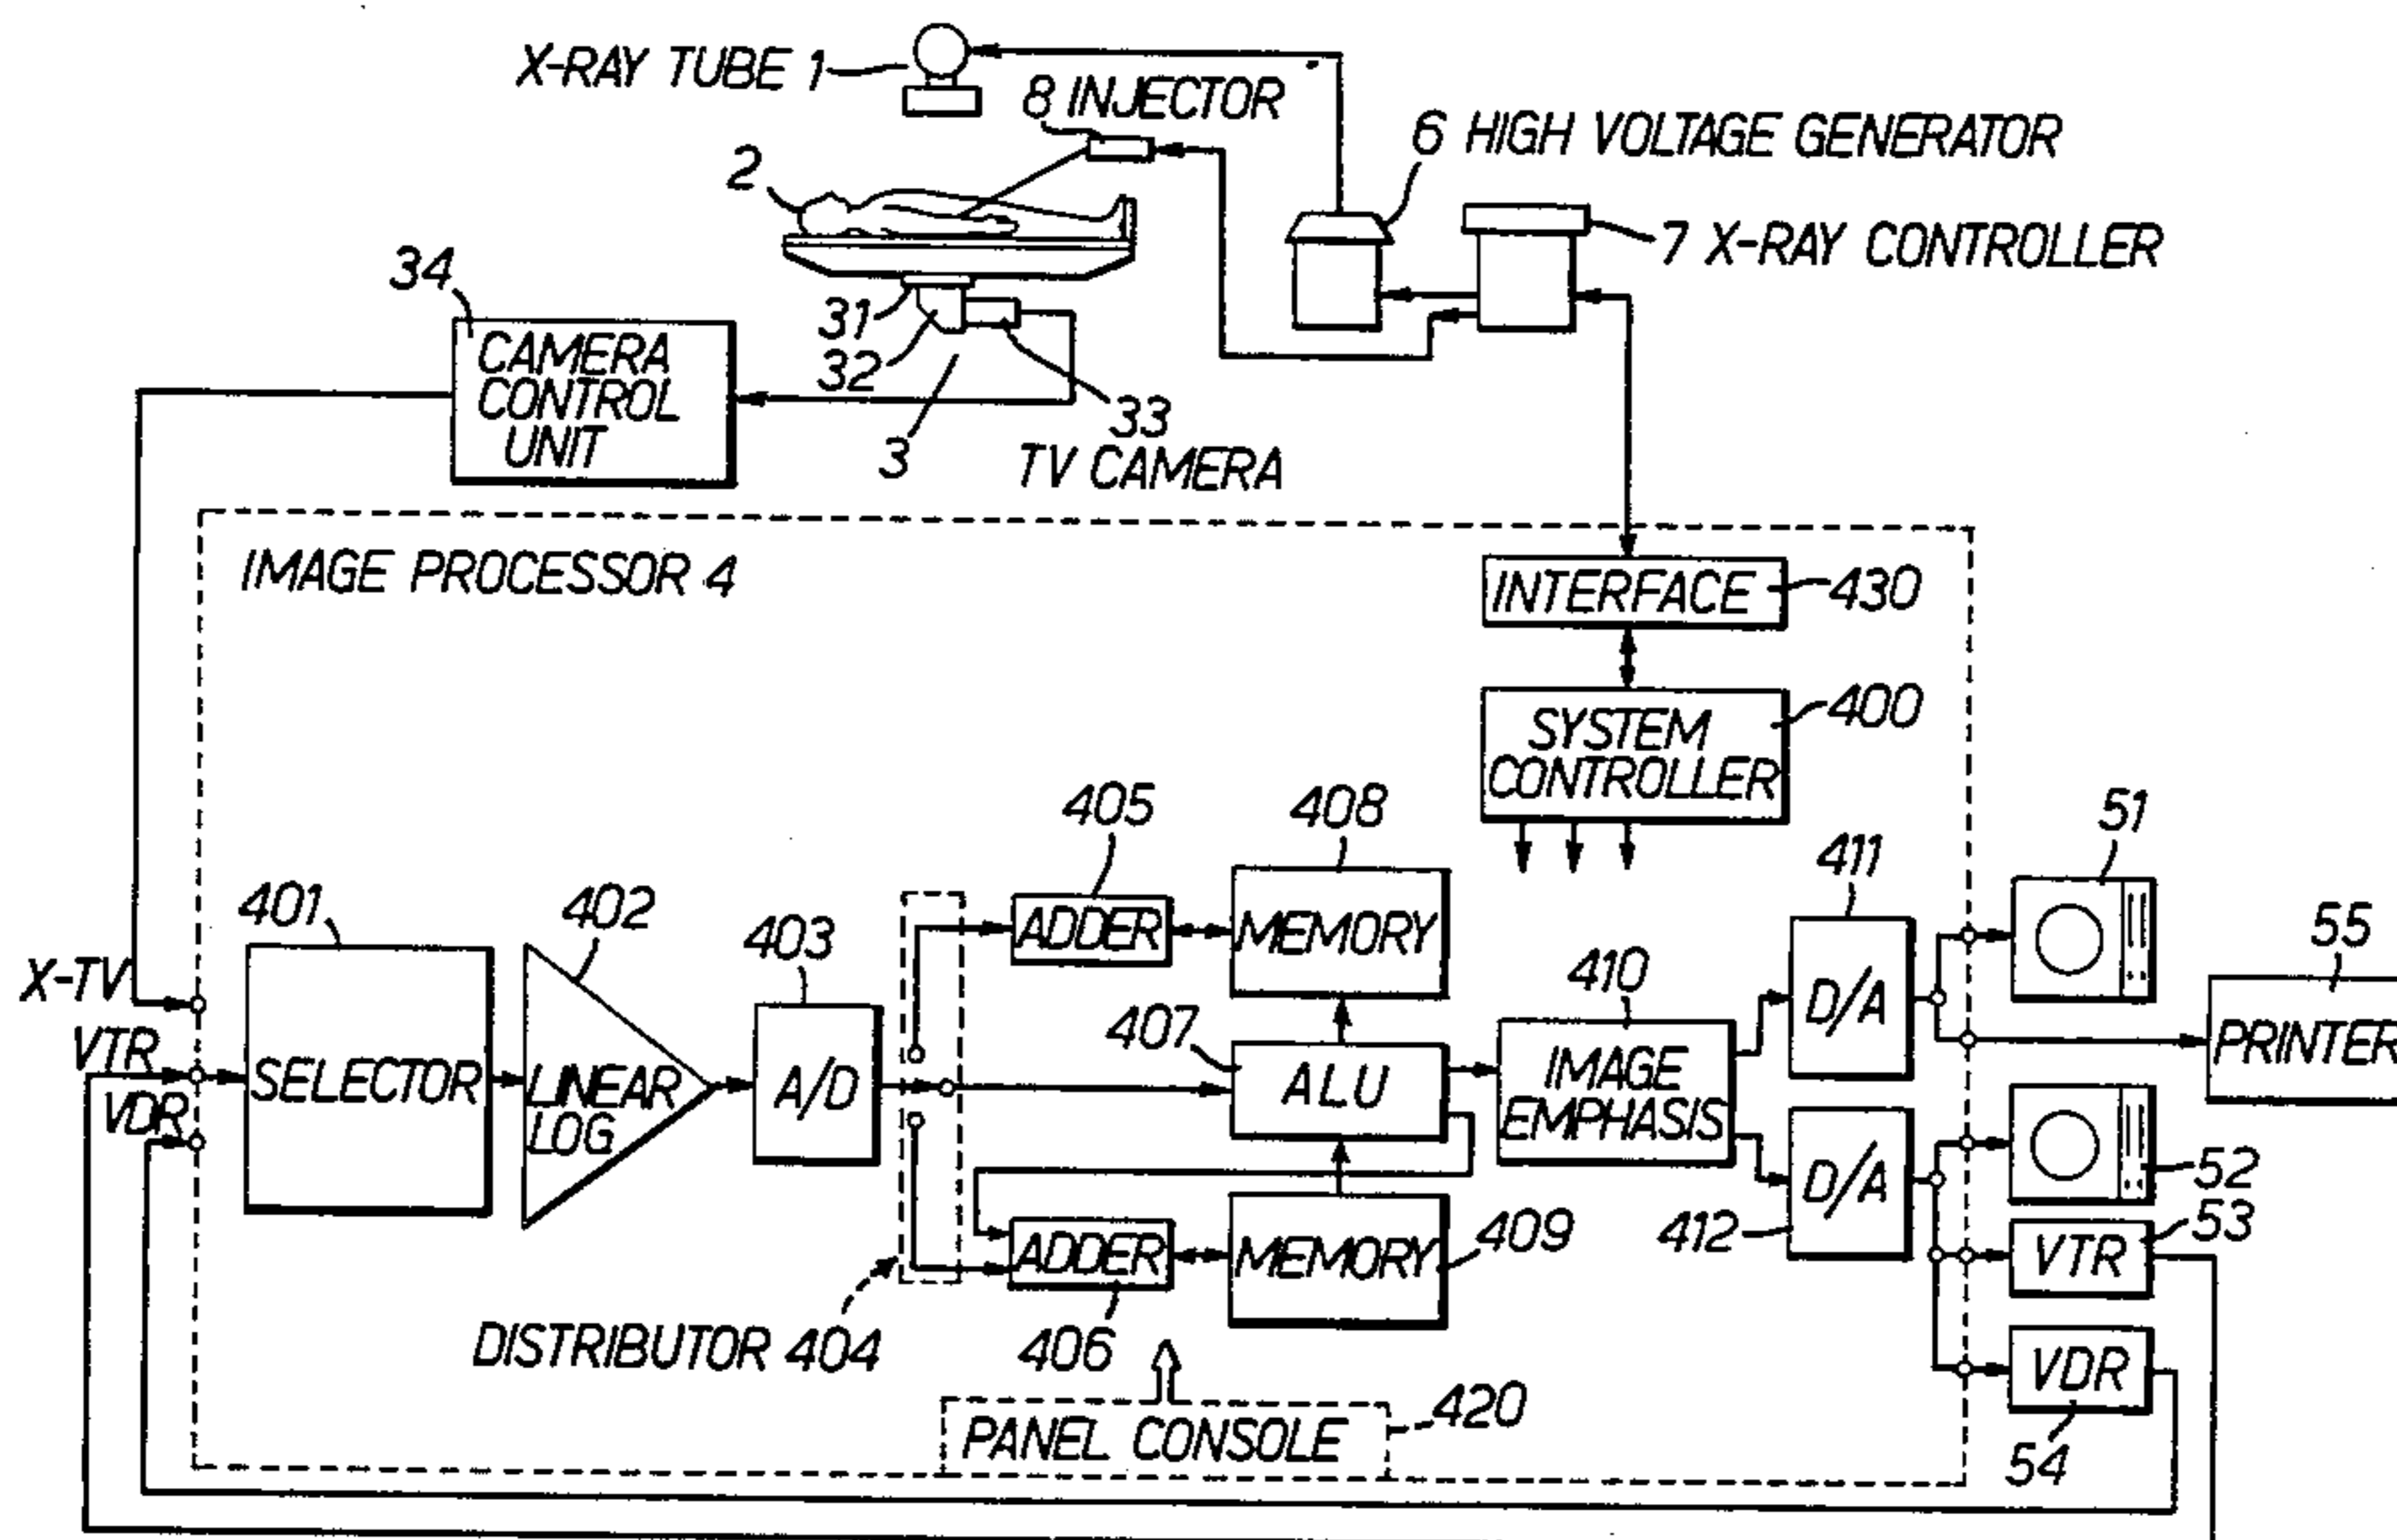 X-RAY TUBE 1
8 INJECTOR
6 HIGH VOLTAGE GENERATOR
2
7 X-RAY CONTROLLER
34
31
32
CAMERA
CONTROL
UNIT
33
3
TV CAMERA
IMAGE PROCESSOR 4
INTERFACE
430
SYSTEM
CONTROLLER
400
405
408
51
411
401
402
403
55
ADDER
MEMORY
410
X-TV
D/A
407
VTR
SELECTOR
LINEAR
LOG
A/D
ALU
IMAGE
EMPHASIS
PRINTER
VDR
D/A
52
412
53
ADDER
MEMORY
409
VTR
DISTRIBUTOR 404
406
VDR
420
PANEL CONSOLE
54